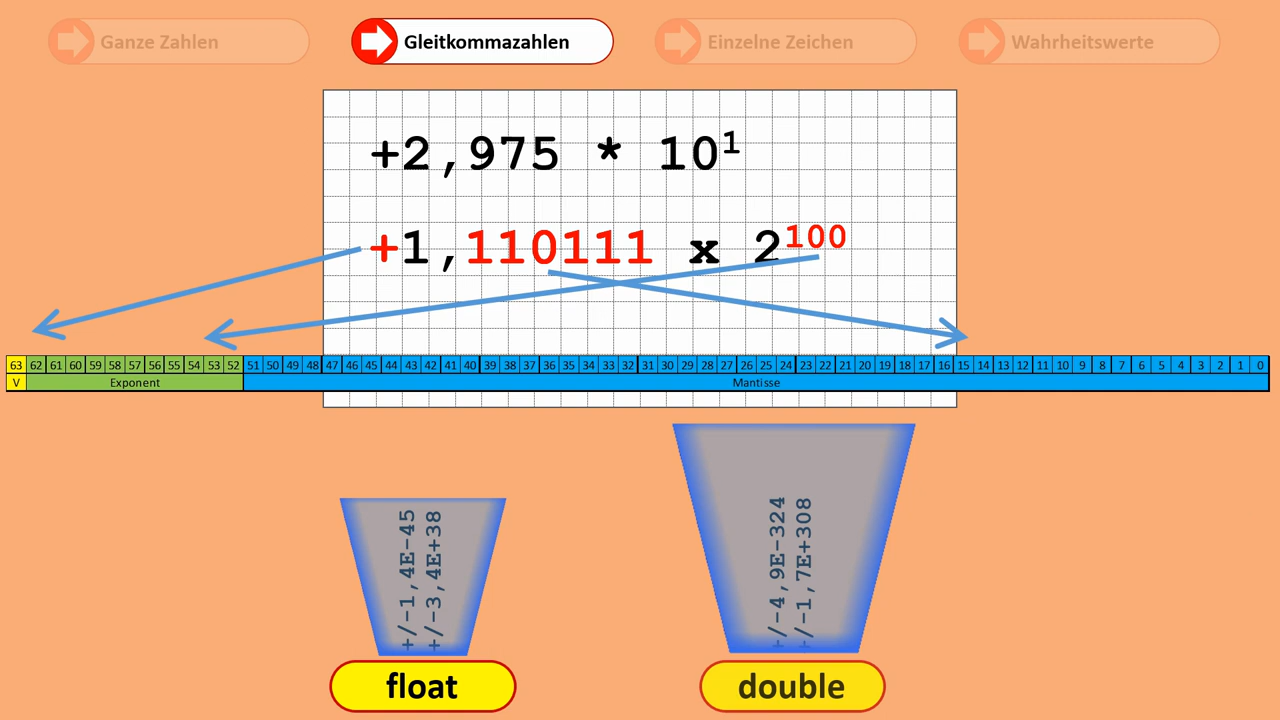 Ganze Zahlen
Gleitkommazahlen
Einzelne Zeichen
Wahrheitswerte
+2,975 * 10¹
+1,110111 x 2¹⁰⁰
63 62 61 60 59 58 57 56 55 54 53 52 51 50 49 48 47 46 45 44 43 42 41 40 39 38 37 36 35 34 33 32 31 30 29 28 27 26 25 24 23 22 21 20 19 18 17 16 15 14 13 12 11 10 9 8 7 6 5 4 3 2 1 0
V Exponent Mantisse
+/-1,4E-45
+/-3,4E+38
+/-4,9E-324
+/-1,7E+308
float
double